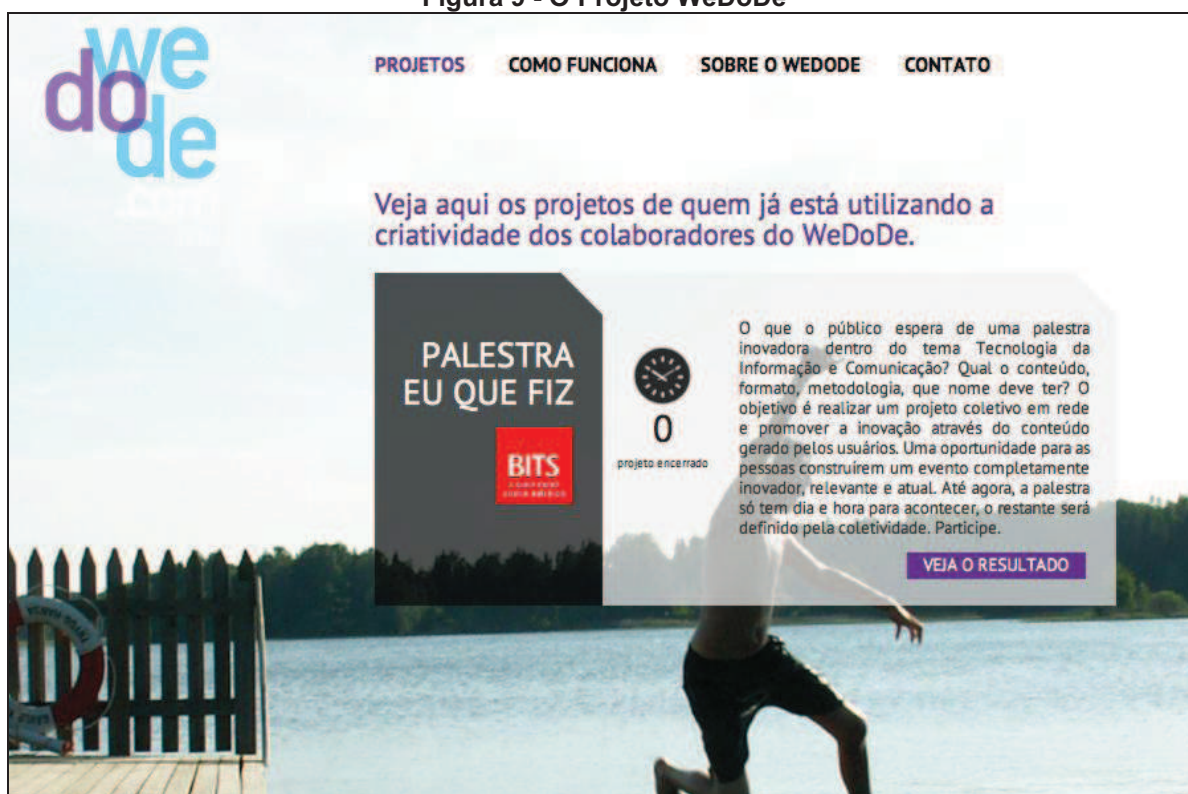 Figura 9 - O Projeto WeDoDe
we
do
de
.com
PROJETOS COMO FUNCIONA SOBRE O WEDODE CONTATO
Veja aqui os projetos de quem já está utilizando a
criatividade dos colaboradores do WeDoDe.
PALESTRA
EU QUE FIZ
BITS
0
projeto encerrado
O que o público espera de uma palestra
inovadora dentro do tema Tecnologia da
Informação e Comunicação? Qual o conteúdo,
formato, metodologia, que nome deve ter? O
objetivo é realizar um projeto coletivo em rede
e promover a inovação através do conteúdo
gerado pelos usuários. Uma oportunidade para as
pessoas construírem um evento completamente
inovador, relevante e atual. Até agora, a palestra
só tem dia e hora para acontecer, o restante será
definido pela coletividade. Participe.
VEJA O RESULTADO